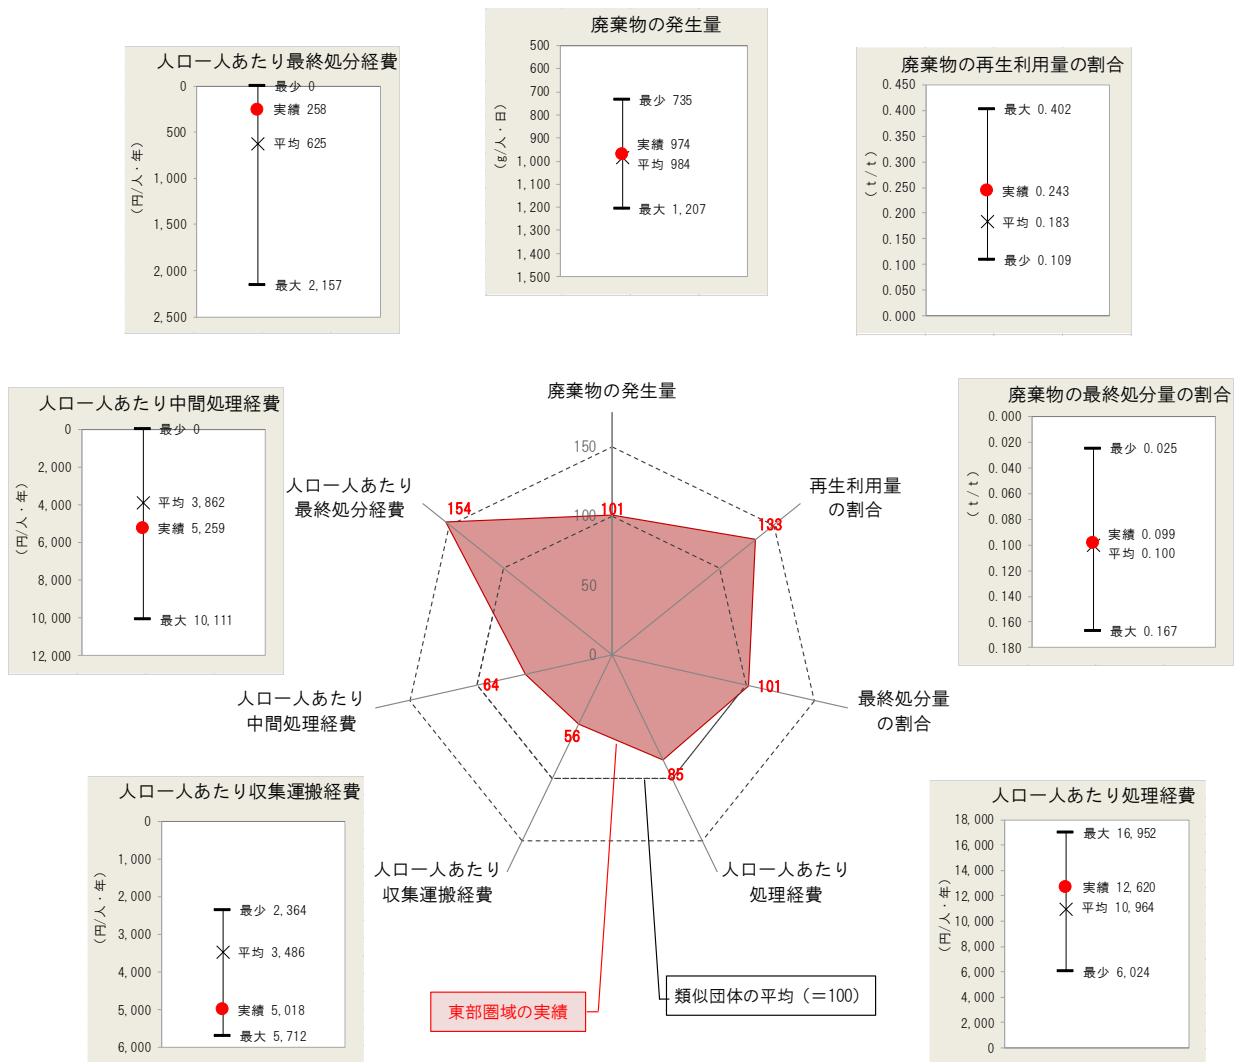 廃棄物の発生量
500
600
700
800
900
1,000
1,100
1,200
1,300
1,400
1,500
(g/人・日)
最少 735
実績 974
平均 984
最大 1,207
人口一人あたり最終処分経費
0
500
1,000
1,500
2,000
2,500
(円/人・年)
最少 0
実績 258
平均 625
最大 2,157
廃棄物の再生利用量の割合
0.450
0.400
0.350
0.300
0.250
0.200
0.150
0.100
0.050
0.000
(t/t)
最大 0.402
実績 0.243
平均 0.183
最少 0.109
人口一人あたり中間処理経費
0
2,000
4,000
6,000
8,000
10,000
12,000
(円/人・年)
最少 0
平均 3,862
実績 5,259
最大 10,111
廃棄物の発生量
150
100
50
0
101
再生利用量
の割合
133
最終処分量
の割合
101
人口一人あたり
処理経費
85
人口一人あたり
収集運搬経費
56
人口一人あたり
中間処理経費
64
人口一人あたり
最終処分経費
154
廃棄物の最終処分量の割合
0.000
0.020
0.040
0.060
0.080
0.100
0.120
0.140
0.160
0.180
(t/t)
最少 0.025
実績 0.099
平均 0.100
最大 0.167
人口一人あたり収集運搬経費
0
1,000
2,000
3,000
4,000
5,000
6,000
(円/人・年)
最少 2,364
平均 3,486
実績 5,018
最大 5,712
人口一人あたり処理経費
18,000
16,000
14,000
12,000
10,000
8,000
6,000
4,000
2,000
0
(円/人・年)
最大 16,952
実績 12,620
平均 10,964
最少 6,024
東部圏域の実績
類似団体の平均（＝100）